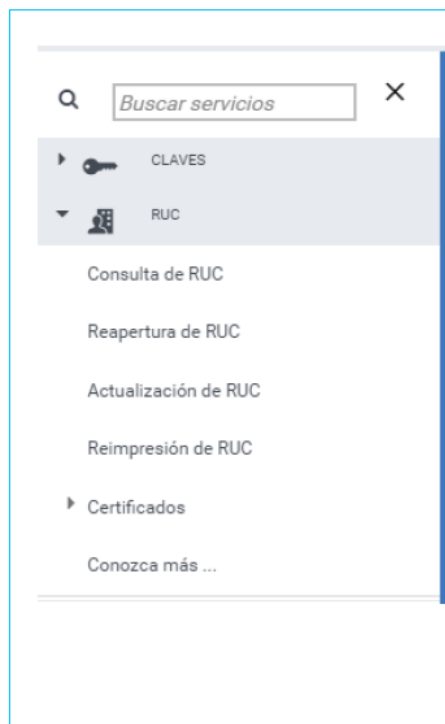 Buscar servicios
CLAVES
RUC
Consulta de RUC
Reapertura de RUC
Actualización de RUC
Reimpresión de RUC
Certificados
Conozca más ...